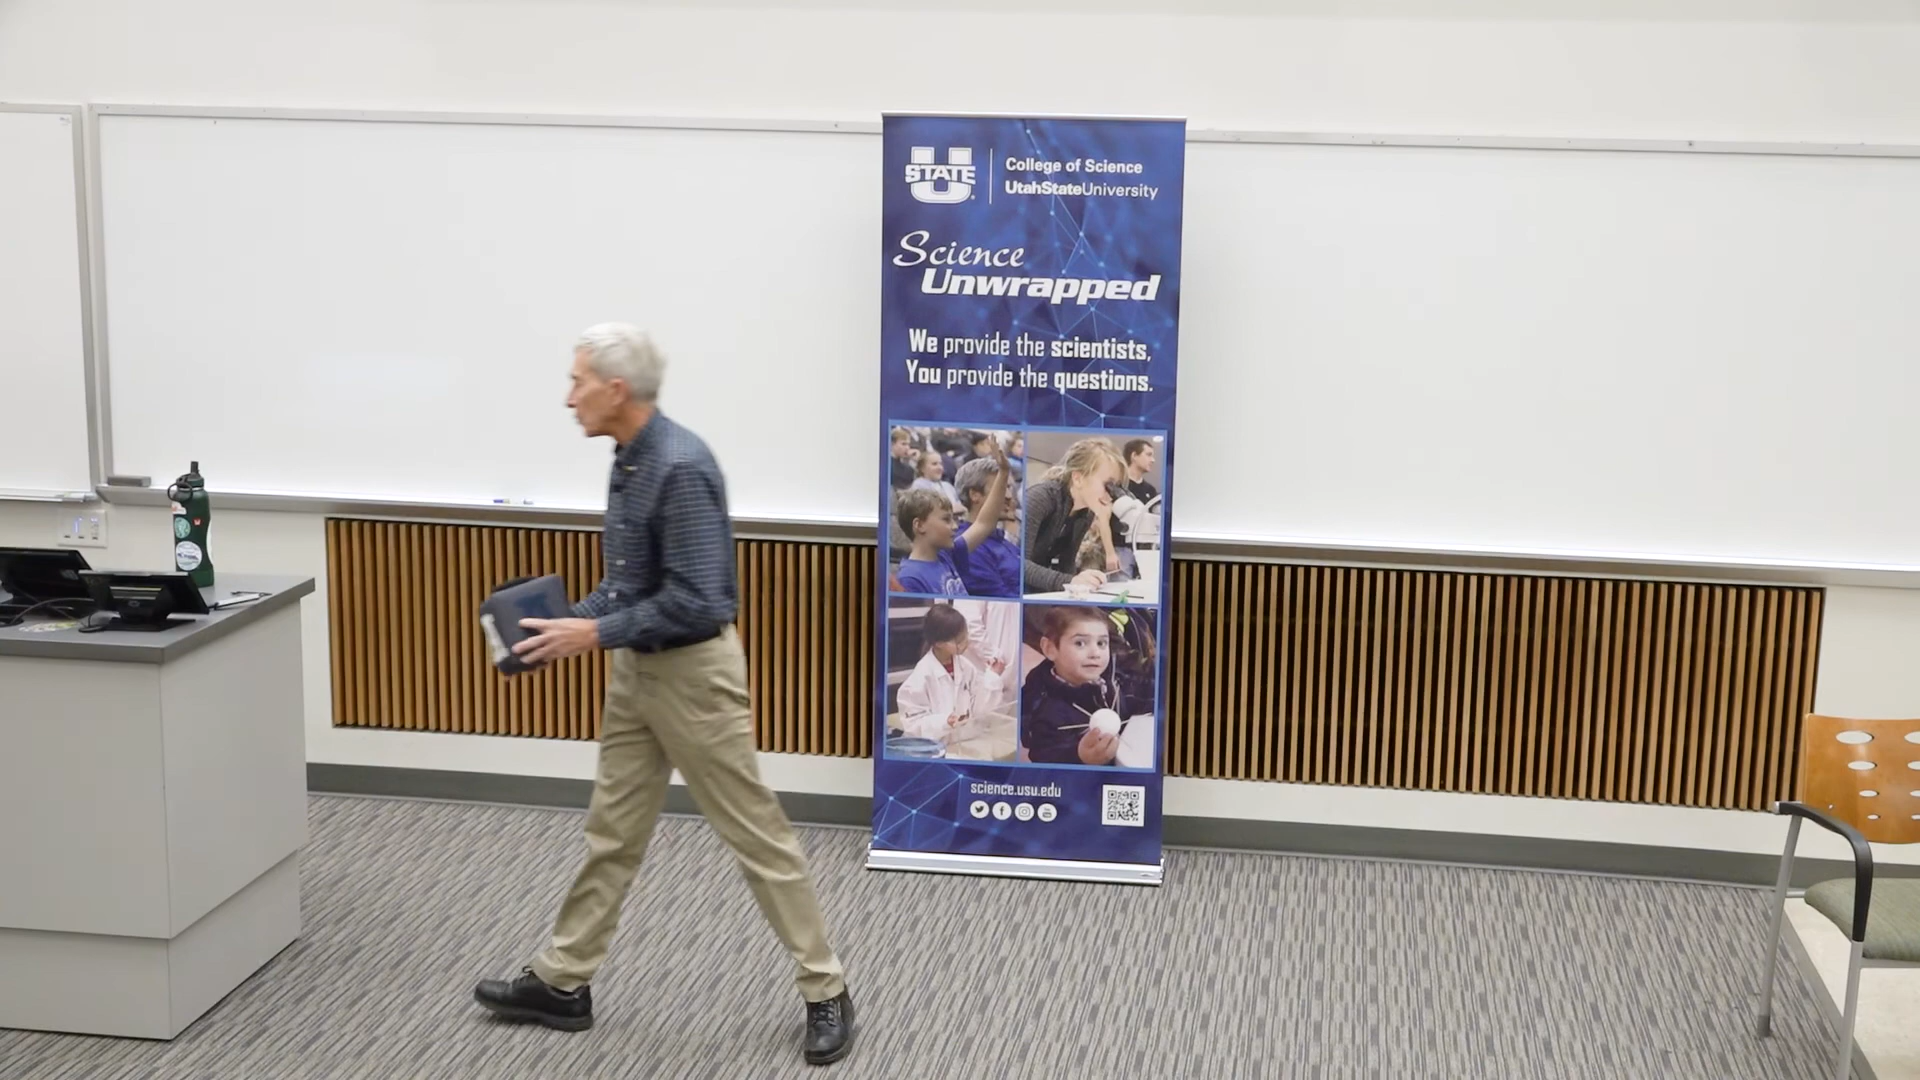 STATE
College of Science
UtahStateUniversity
Science
Unwrapped
We provide the scientists,
You provide the questions.
science.usu.edu